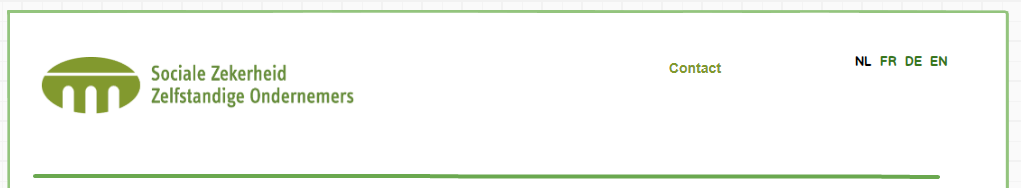 Sociale Zekerheid
Zelfstandige Ondernemers
Contact
NL FR DE EN